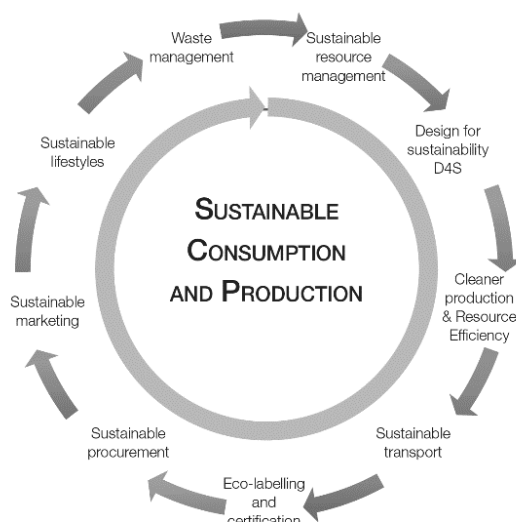 SUSTAINABLE
CONSUMPTION
AND PRODUCTION
Sustainable
resource
management
Design for
sustainability
D4S
Cleaner
production
& Resource
Efficiency
Sustainable
transport
Eco-labelling
and
certification
Sustainable
procurement
Sustainable
marketing
Sustainable
lifestyles
Waste
management